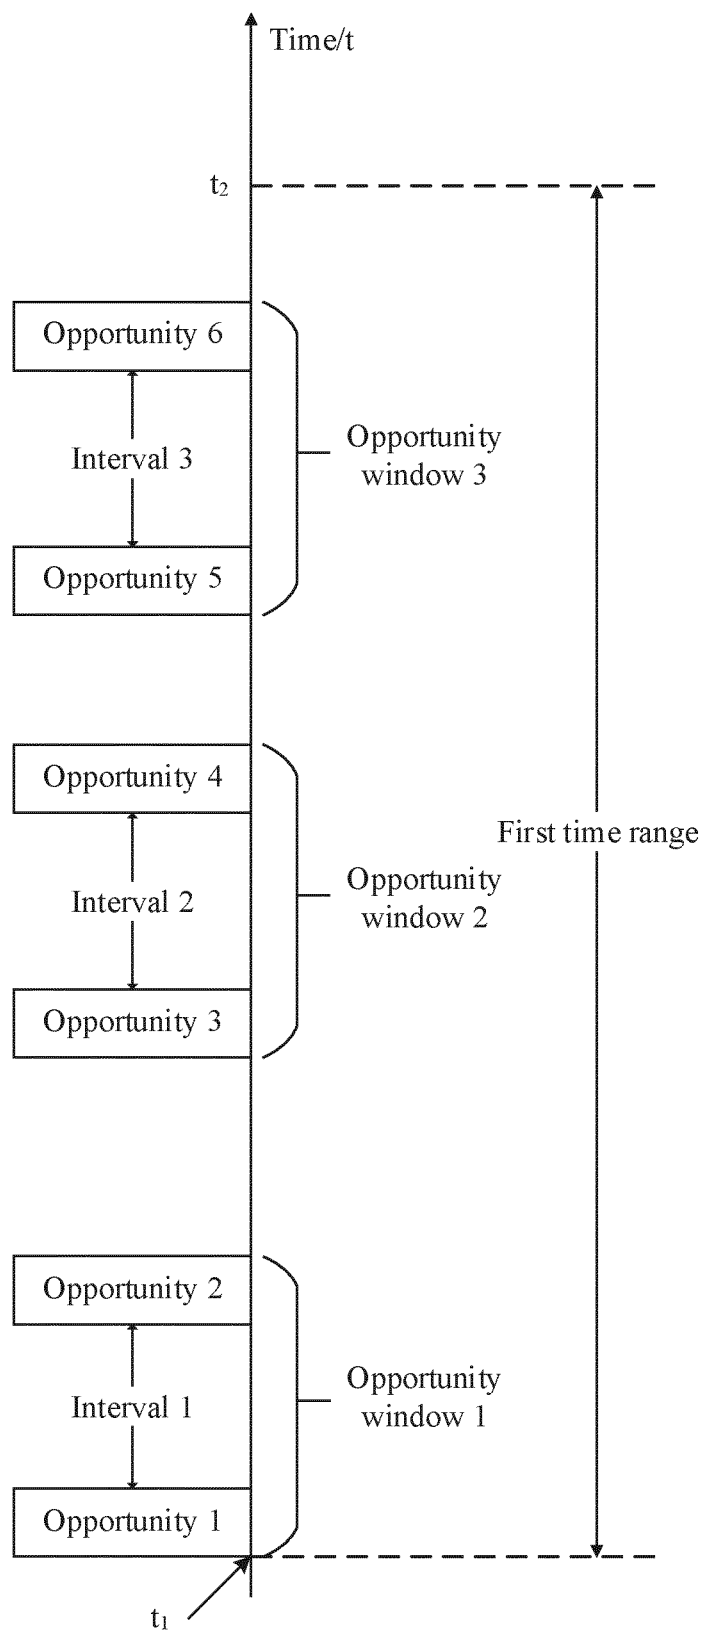 Time/t
t2
Opportunity 6
Interval 3
Opportunity
window 3
Opportunity 5
Opportunity 4
First time range
Interval 2
Opportunity
window 2
Opportunity 3
Opportunity 2
Interval 1
Opportunity
window 1
Opportunity 1
t1